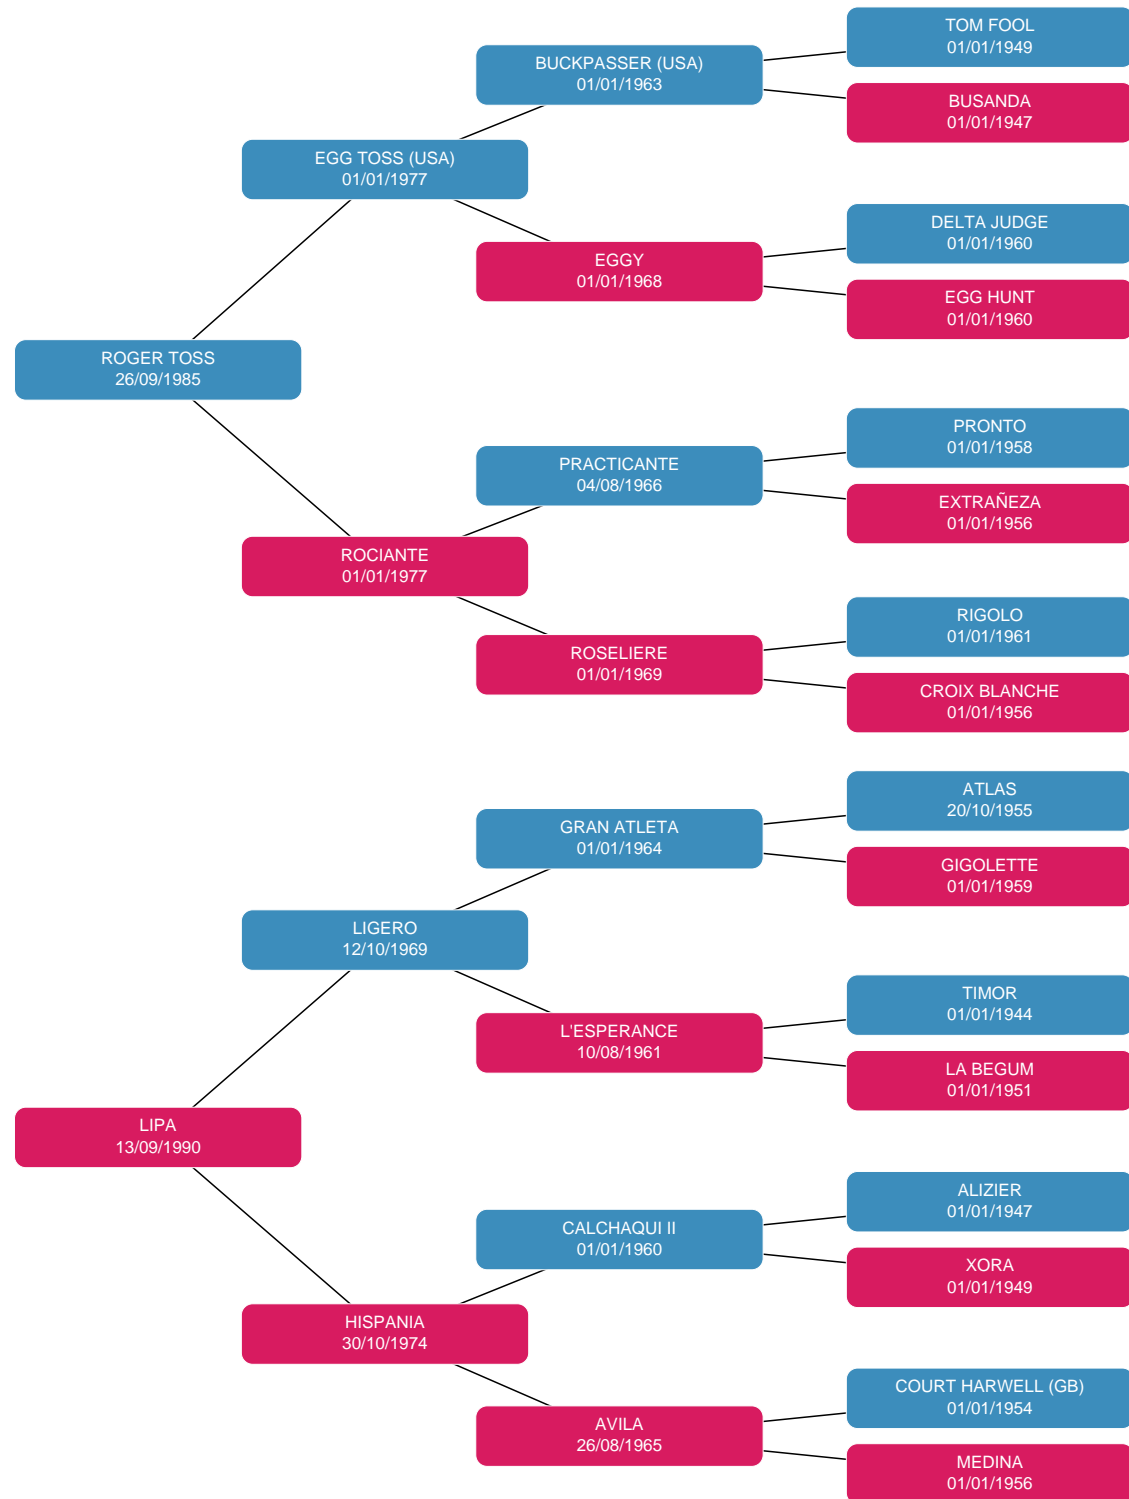 TOM FOOL
01/01/1949
BUCKPASSER (USA)
01/01/1963
BUSANDA
01/01/1947
EGG TOSS (USA)
01/01/1977
DELTA JUDGE
01/01/1960
EGGY
01/01/1968
EGG HUNT
01/01/1960
ROGER TOSS
26/09/1985
PRONTO
01/01/1958
PRACTICANTE
04/08/1966
EXTRAÑEZA
01/01/1956
ROCIANTE
01/01/1977
RIGOLO
01/01/1961
ROSELIERE
01/01/1969
CROIX BLANCHE
01/01/1956
ATLAS
20/10/1955
GRAN ATLETA
01/01/1964
GIGOLETTE
01/01/1959
LIGERO
12/10/1969
TIMOR
01/01/1944
L'ESPERANCE
10/08/1961
LA BEGUM
01/01/1951
LIPA
13/09/1990
ALIZIER
01/01/1947
CALCHAQUI II
01/01/1960
XORA
01/01/1949
HISPANIA
30/10/1974
COURT HARWELL (GB)
01/01/1954
AVILA
26/08/1965
MEDINA
01/01/1956